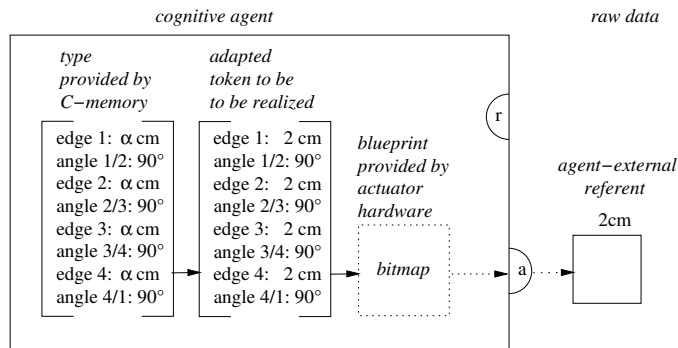 cognitive agent
raw data
type
provided by
C−memory
adapted
token to be
to be realized
edge 1: α cm
angle 1/2: 90°
edge 2: α cm
angle 2/3: 90°
edge 3: α cm
angle 3/4: 90°
edge 4: α cm
angle 4/1: 90°
edge 1: 2 cm
angle 1/2: 90°
edge 2: 2 cm
angle 2/3: 90°
edge 3: 2 cm
angle 3/4: 90°
edge 4: 2 cm
angle 4/1: 90°
blueprint
provided by
actuator
hardware
bitmap
r
a
agent−external
referent
2cm